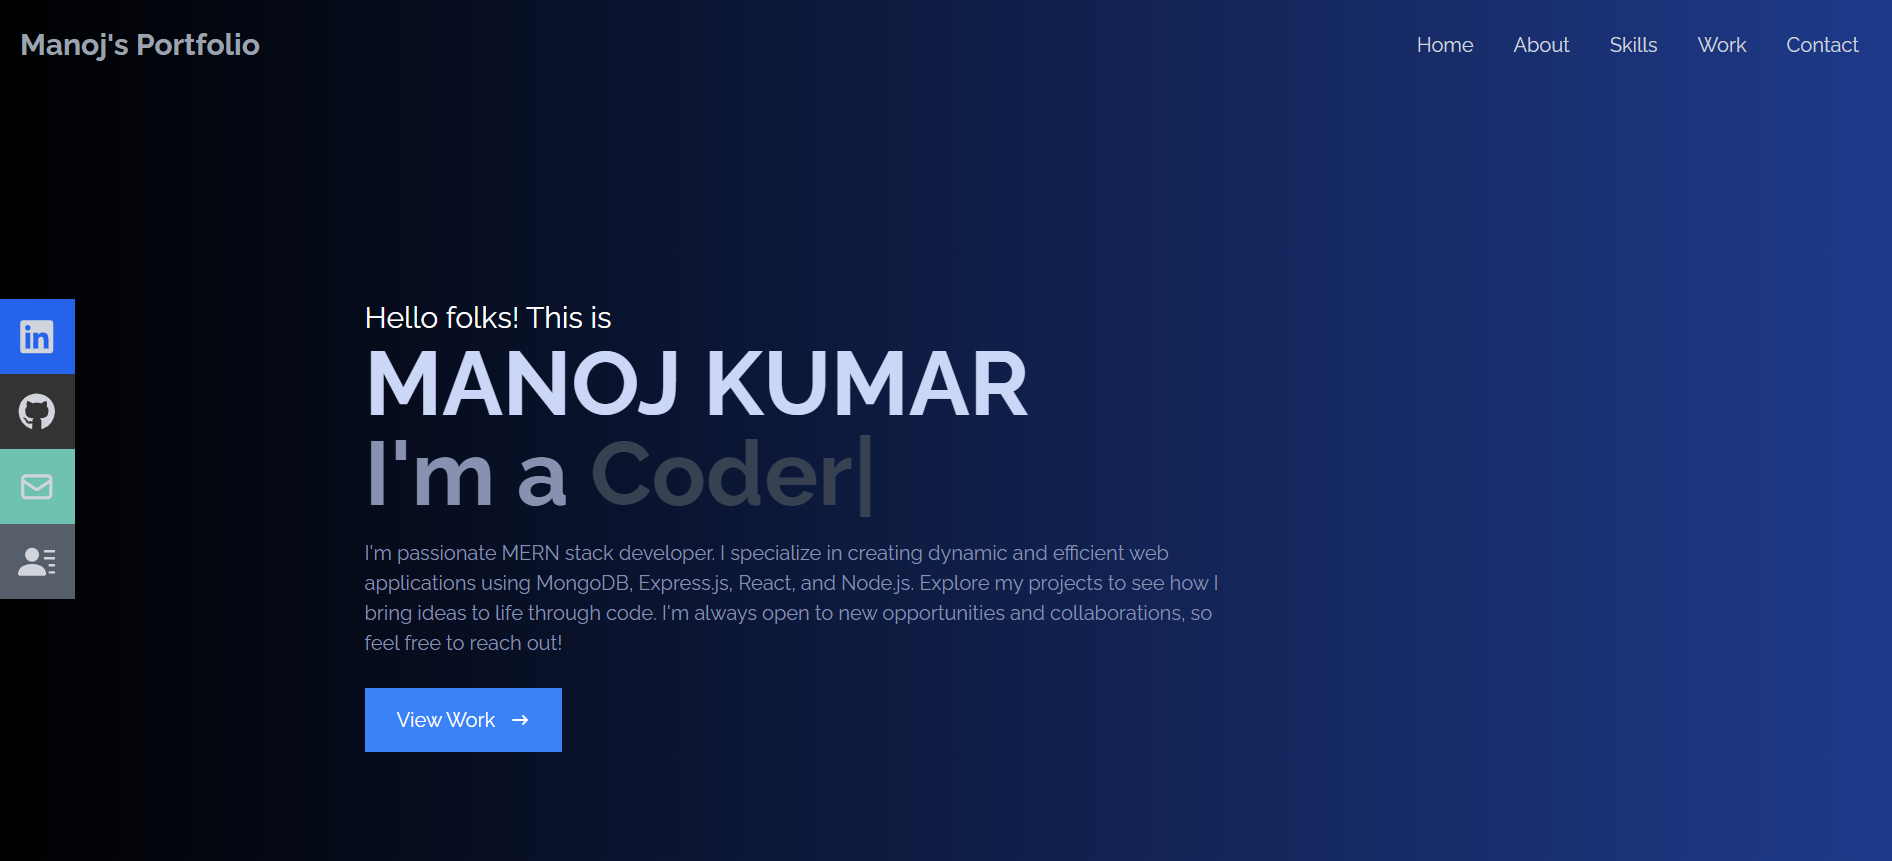 Manoj's Portfolio
Home About Skills Work Contact
Hello folks! This is
MANOJ KUMAR
I'm a Coder|
I'm passionate MERN stack developer. I specialize in creating dynamic and efficient web
applications using MongoDB, Express.js, React, and Node.js. Explore my projects to see how I
bring ideas to life through code. I'm always open to new opportunities and collaborations, so
feel free to reach out!
View Work →
in